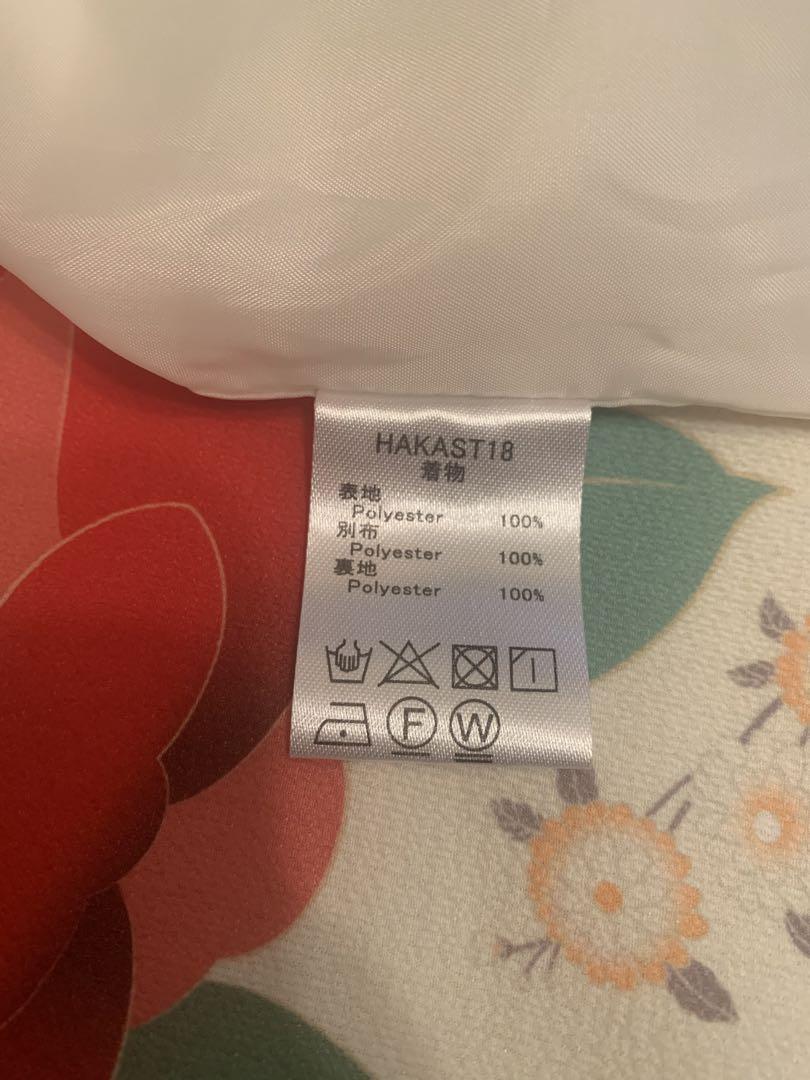 HAKAST18
着物
表地
Polyester 100%
別布
Polyester 100%
裏地
Polyester 100%
F W